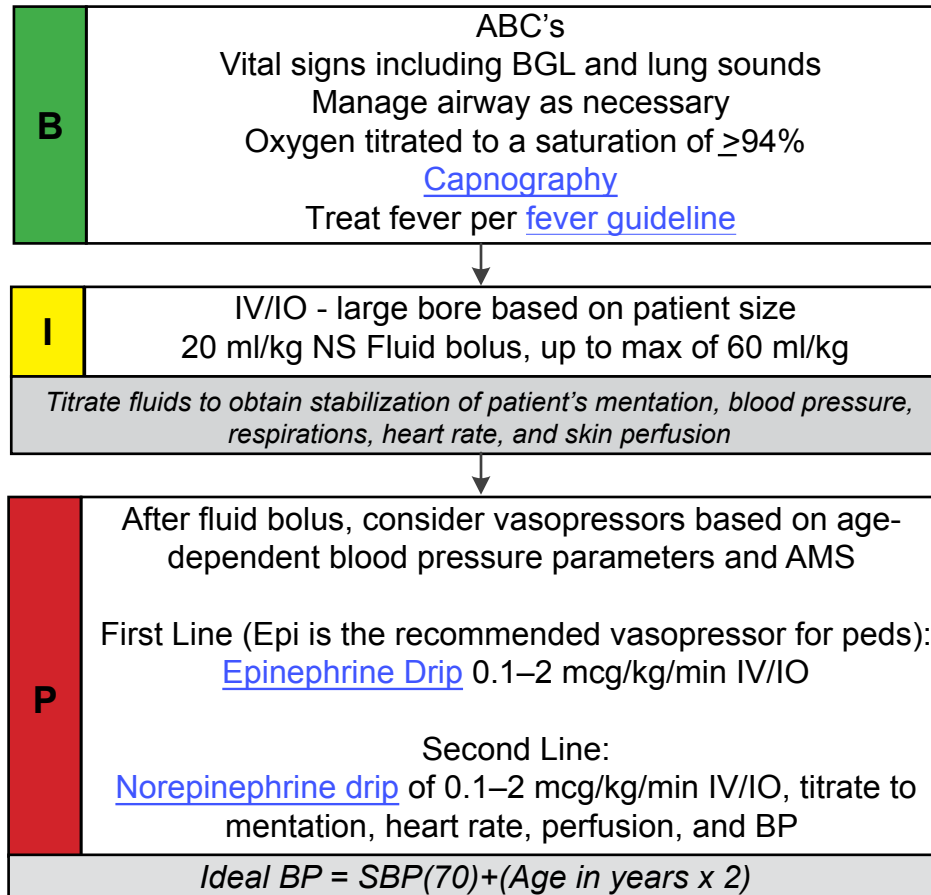 B
ABC's
Vital signs including BGL and lung sounds
Manage airway as necessary
Oxygen titrated to a saturation of ≥94%
Capnography
Treat fever per fever guideline
I
IV/IO - large bore based on patient size
20 ml/kg NS Fluid bolus, up to max of 60 ml/kg
Titrate fluids to obtain stabilization of patient's mentation, blood pressure,
respirations, heart rate, and skin perfusion
P
After fluid bolus, consider vasopressors based on age-
dependent blood pressure parameters and AMS
First Line (Epi is the recommended vasopressor for peds):
Epinephrine Drip 0.1–2 mcg/kg/min IV/IO
Second Line:
Norepinephrine drip of 0.1–2 mcg/kg/min IV/IO, titrate to
mentation, heart rate, perfusion, and BP
Ideal BP = SBP(70)+(Age in years x 2)